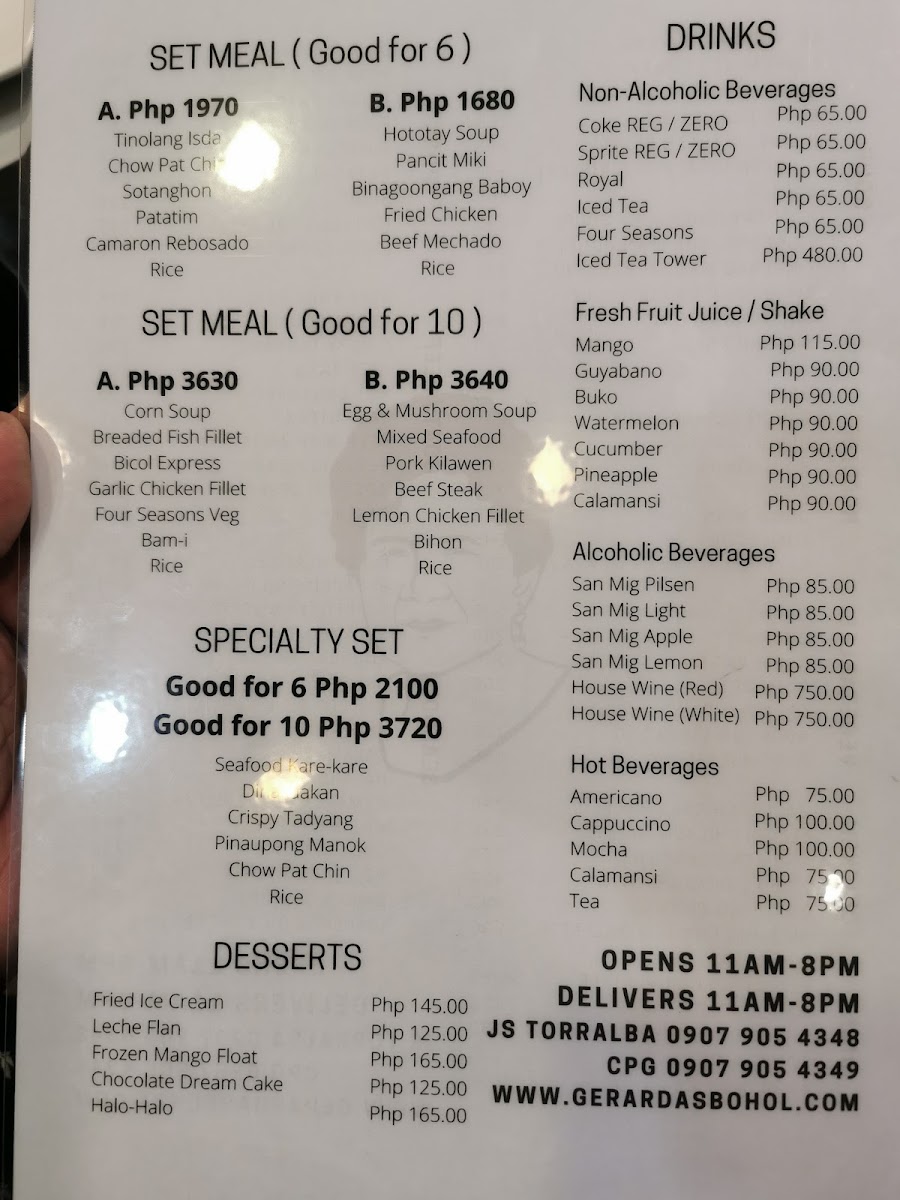 SET MEAL ( Good for 6 )
A. Php 1970
Tinolang Isda
Chow Pat
Sotanghon
Patatim
Camaron Rebosado
Rice
B. Php 1680
Hototay Soup
Pancit Miki
Binagoongang Baboy
Fried Chicken
Beef Mechado
Rice
SET MEAL ( Good for 10 )
A. Php 3630
Corn Soup
Breaded Fish Fillet
Bicol Express
Garlic Chicken Fillet
Four Seasons Veg
Bam-i
Rice
B. Php 3640
Egg & Mushroom Soup
Mixed Seafood
Pork Kilawen
Beef Steak
Lemon Chicken Fillet
Bihon
Rice
SPECIALTY SET
Good for 6 Php 2100
Good for 10 Php 3720
Seafood Kare-kare
Crispy Tadyang
Pinaupong Manok
Chow Pat Chin
Rice
DESSERTS
Fried Ice Cream Php 145.00
Leche Flan Php 125.00
Frozen Mango Float Php 165.00
Chocolate Dream Cake Php 125.00
Halo-Halo Php 165.00
DRINKS
Non-Alcoholic Beverages
Coke REG / ZERO Php 65.00
Sprite REG / ZERO Php 65.00
Royal Php 65.00
Iced Tea Php 65.00
Four Seasons Php 65.00
Iced Tea Tower Php 480.00
Fresh Fruit Juice / Shake
Mango Php 115.00
Guyabano Php 90.00
Buko Php 90.00
Watermelon Php 90.00
Cucumber Php 90.00
Pineapple Php 90.00
Calamansi Php 90.00
Alcoholic Beverages
San Mig Pilsen Php 85.00
San Mig Light Php 85.00
San Mig Apple Php 85.00
San Mig Lemon Php 85.00
House Wine (Red) Php 750.00
House Wine (White) Php 750.00
Hot Beverages
Americano Php 75.00
Cappuccino Php 100.00
Mocha Php 100.00
Calamansi Php 75.00
Tea Php 75.00
OPENS 11AM-8PM
DELIVERS 11AM-8PM
JS TORRALBA 0907 905 4348
CPG 0907 905 4349
WWW.GERARDASBOHOL.COM